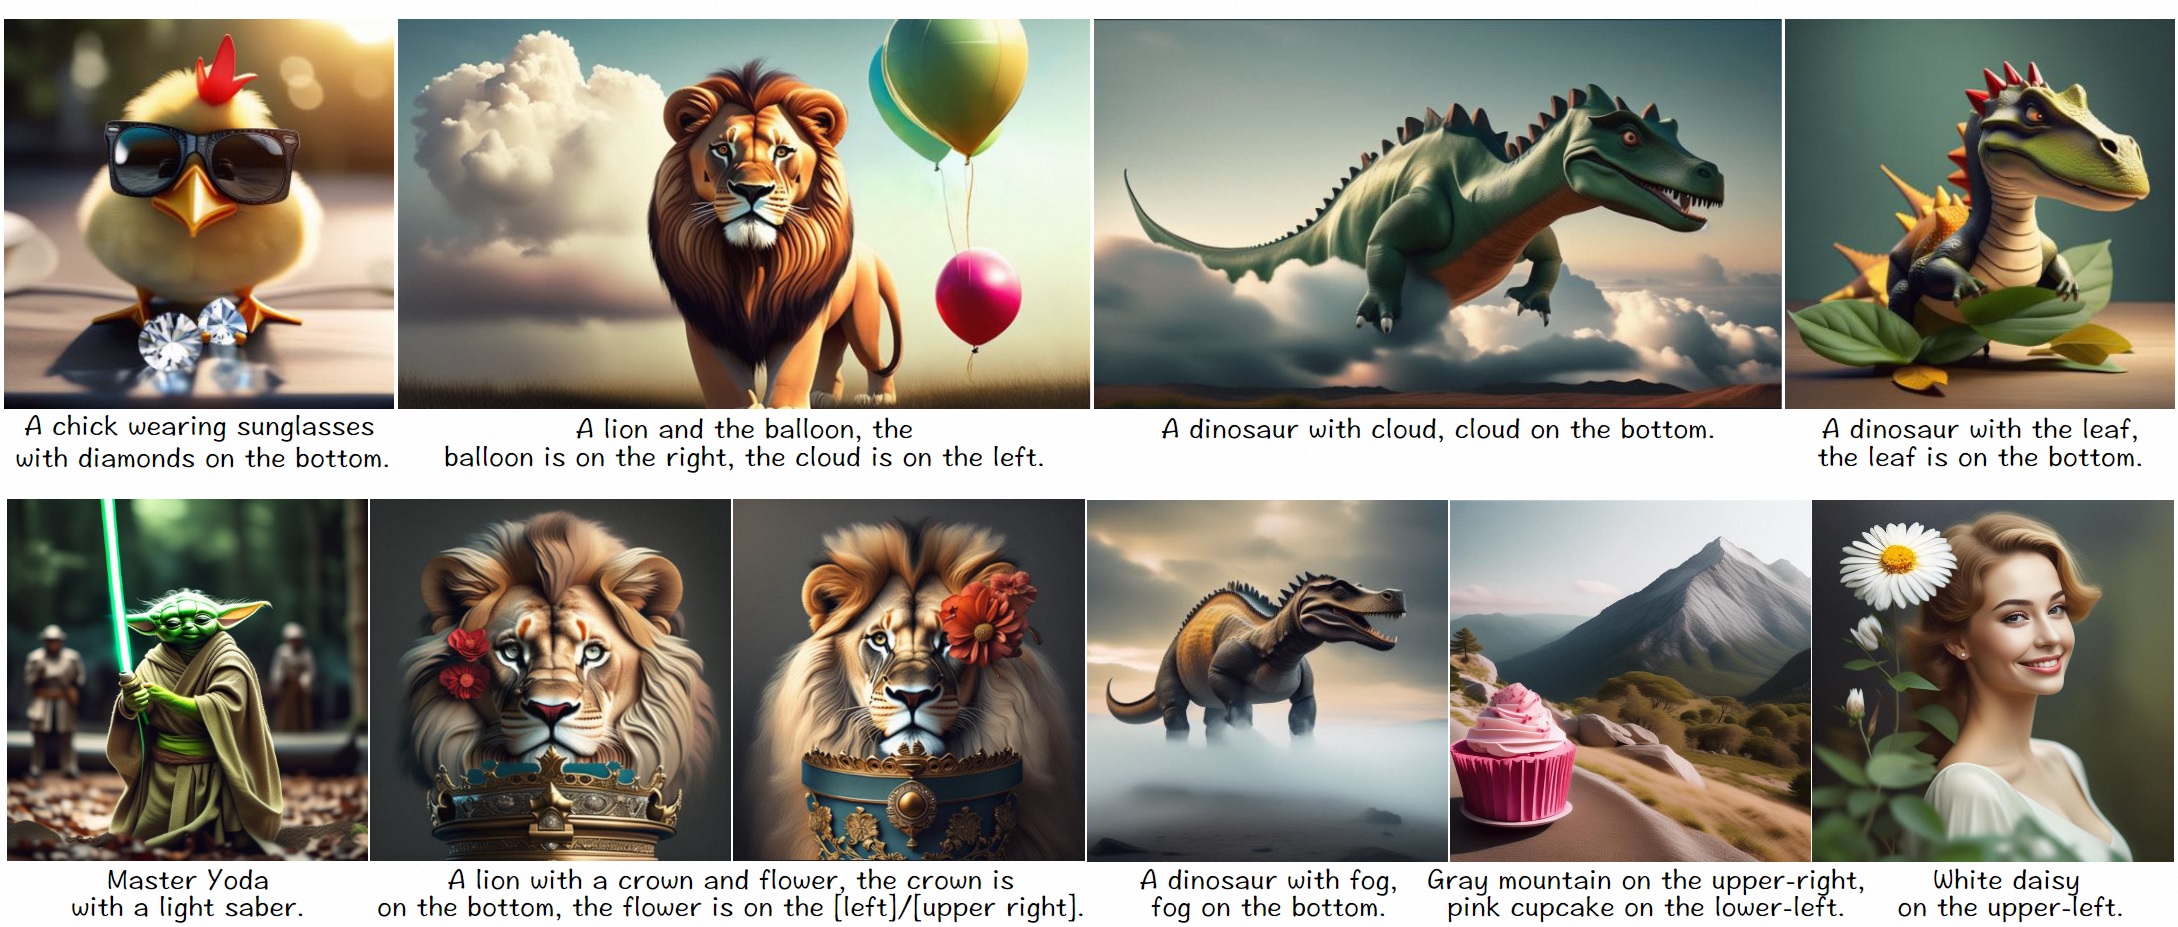 A chick wearing sunglasses
with diamonds on the bottom.
A lion and the balloon, the
balloon is on the right, the cloud is on the left.
A dinosaur with cloud, cloud on the bottom.
A dinosaur with the leaf,
the leaf is on the bottom.
Master Yoda
with a light saber.
A lion with a crown and flower, the crown is
on the bottom, the flower is on the [left]/[upper right].
A dinosaur with fog,
fog on the bottom.
Gray mountain on the upper-right,
pink cupcake on the lower-left.
White daisy
on the upper-left.